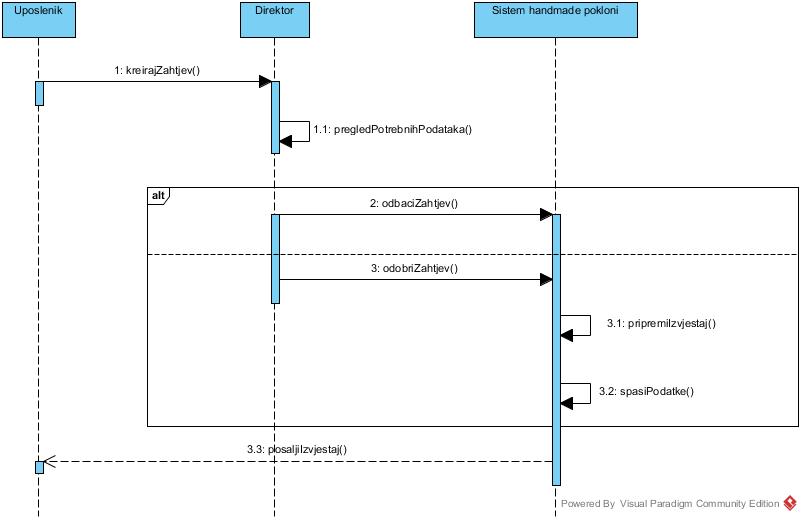 Uposlenik
Direktor
Sistem handmade pokloni
1: kreirajZahtjev()
1.1: pregledPotrebnihPodataka()
alt
2: odbaciZahtjev()
3: odobriZahtjev()
3.1: pripremiIzvjestaj()
3.2: spasiPodatke()
3.3: posaljiIzvjestaj()
Powered By Visual Paradigm Community Edition